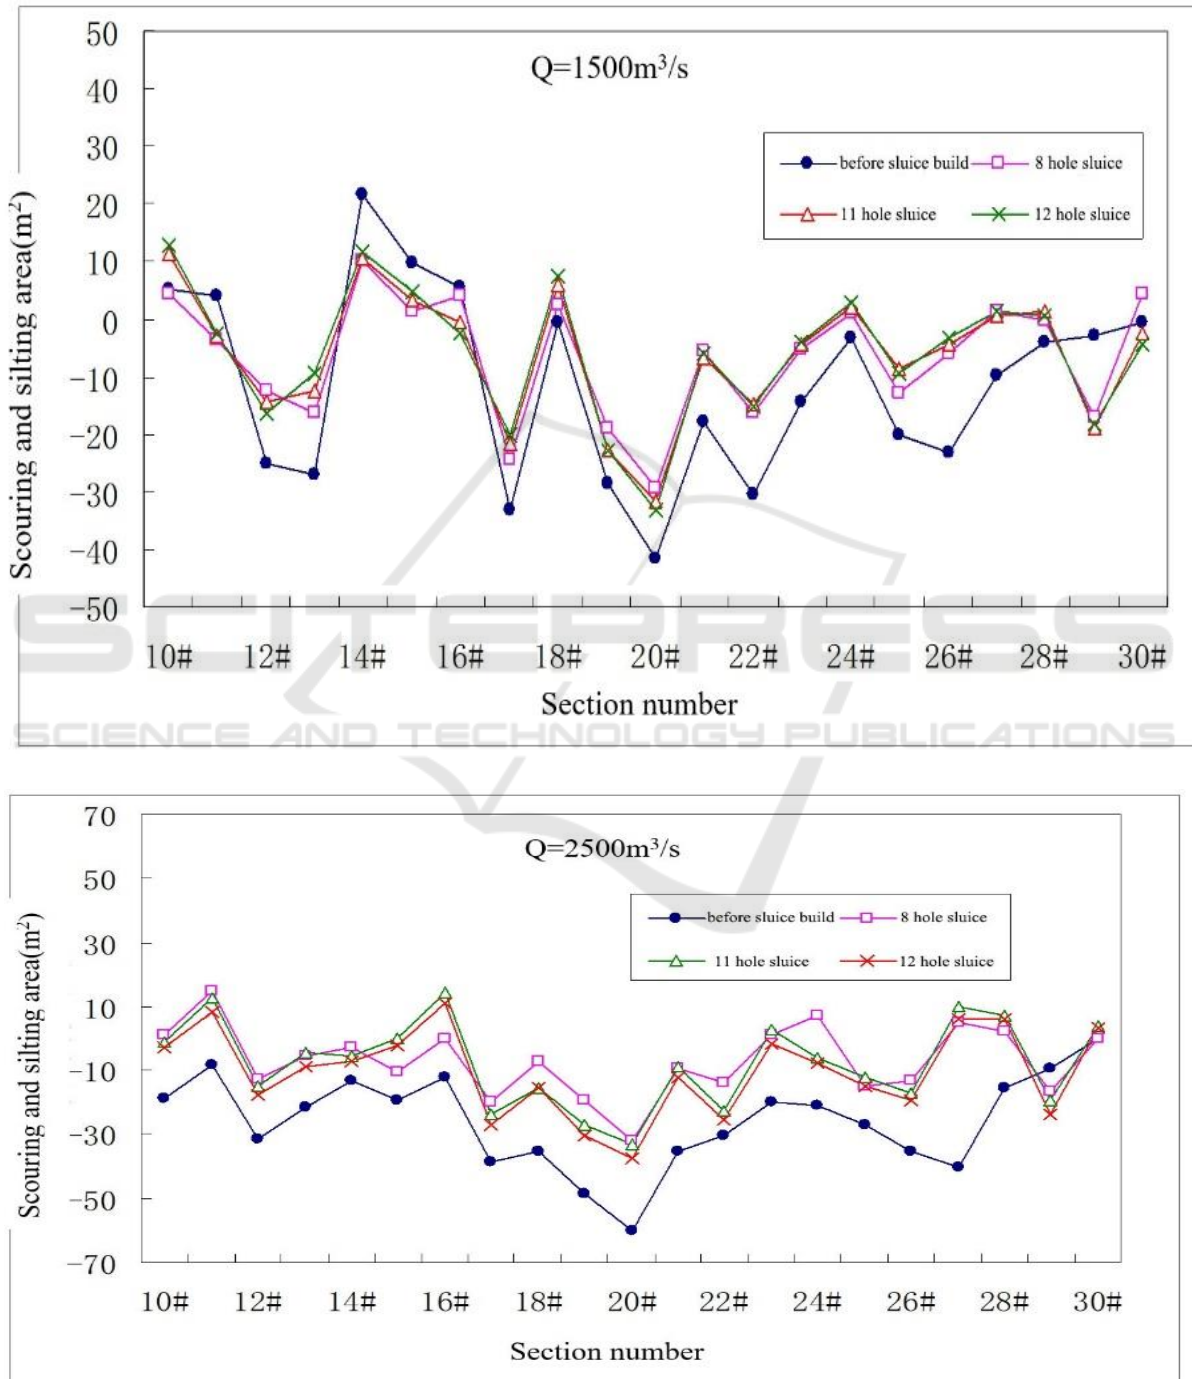 50
Q=1500m³/s
40
30
before sluice build 8 hole sluice
20
11 hole sluice 12 hole sluice
10
0
−10
−20
−30
−40
−50
Scouring and silting area(m²)
10# 12# 14# 16# 18# 20# 22# 24# 26# 28# 30#
Section number
SCITEPRESS
SCIENCE AND TECHNOLOGY PUBLICATIONS
70
Q=2500m³/s
50
before sluice build 8 hole sluice
30
11 hole sluice 12 hole sluice
10
−10
−30
−50
−70
Scouring and silting area(m²)
10# 12# 14# 16# 18# 20# 22# 24# 26# 28# 30#
Section number